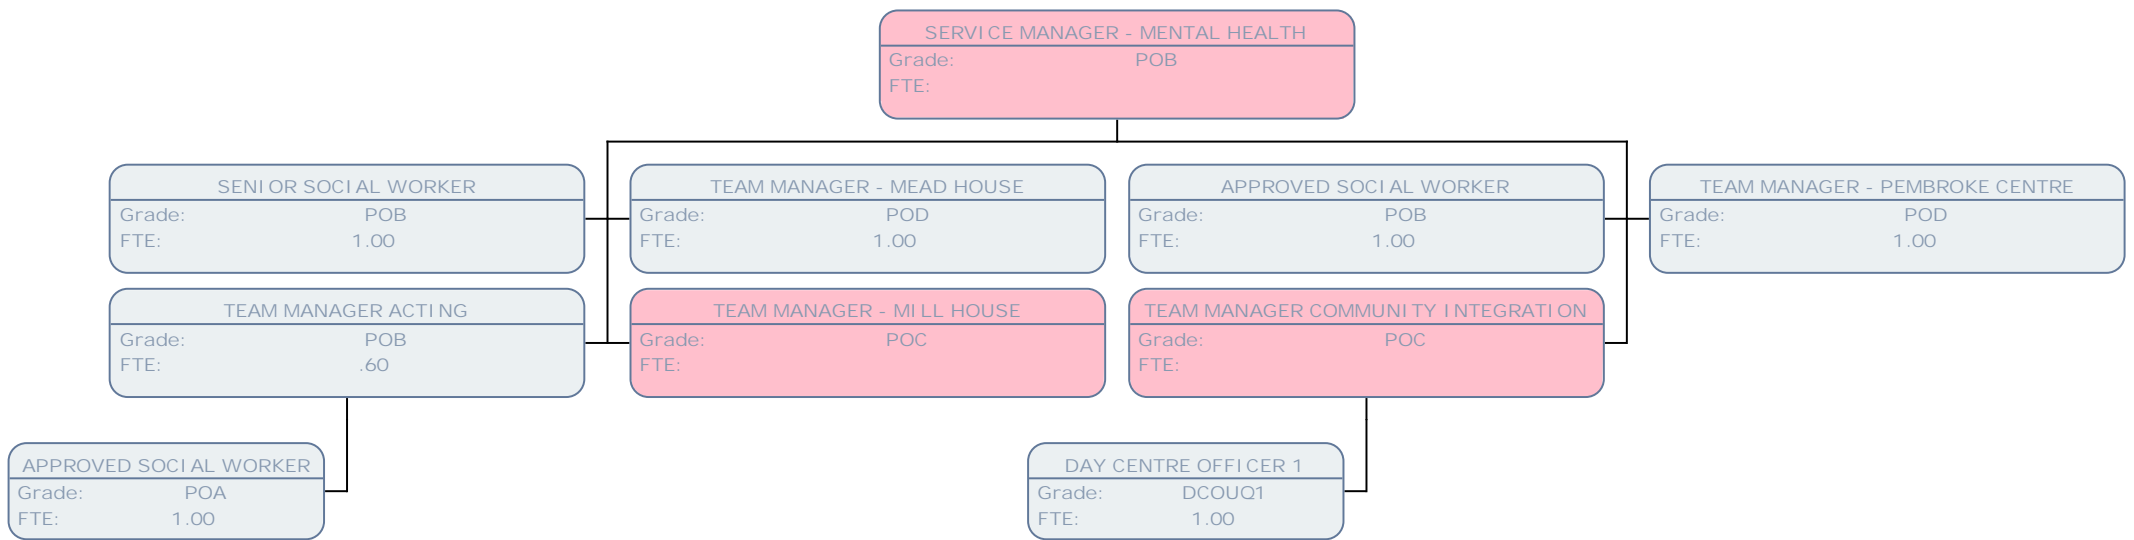 SERVICE MANAGER - MENTAL HEALTH
Grade: POB
FTE:
SENIOR SOCIAL WORKER
Grade: POB
FTE: 1.00
TEAM MANAGER - MEAD HOUSE
Grade: POD
FTE: 1.00
APPROVED SOCIAL WORKER
Grade: POB
FTE: 1.00
TEAM MANAGER - PEMBROKE CENTRE
Grade: POD
FTE: 1.00
TEAM MANAGER ACTING
Grade: POB
FTE: .60
TEAM MANAGER - MILL HOUSE
Grade: POC
FTE:
TEAM MANAGER COMMUNITY INTEGRATION
Grade: POC
FTE:
APPROVED SOCIAL WORKER
Grade: POA
FTE: 1.00
DAY CENTRE OFFICER 1
Grade: DCOUQ1
FTE: 1.00